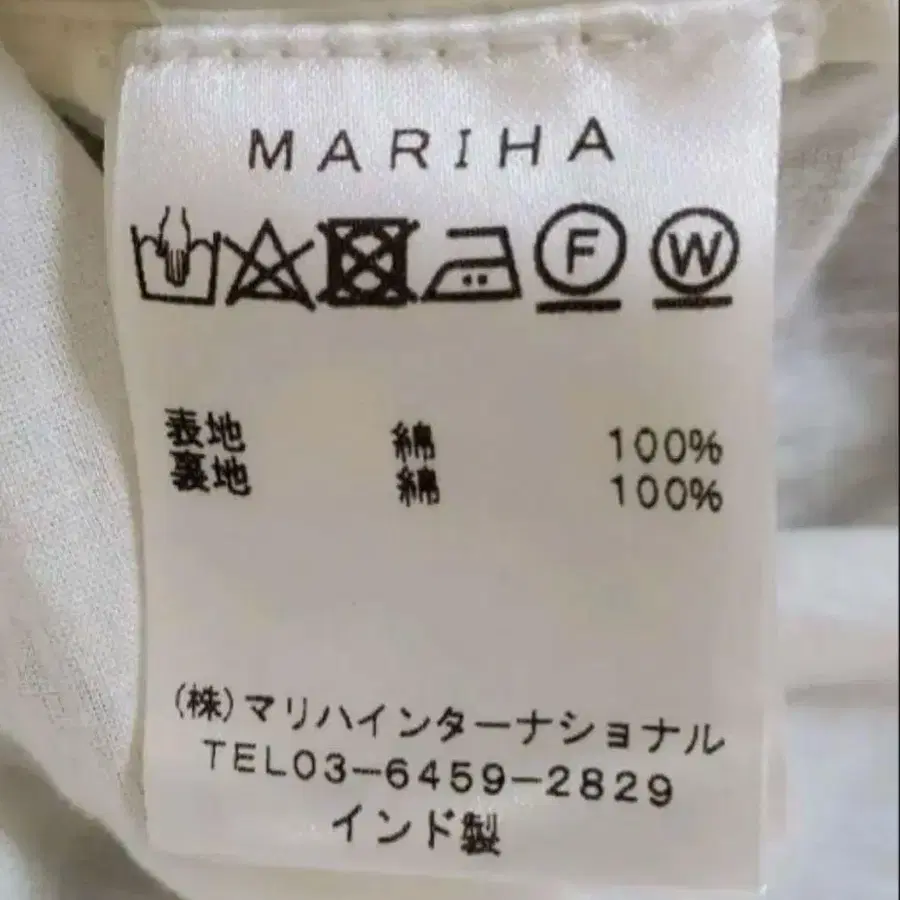 MARIHA
F W
表地 綿 100%
裏地 綿 100%
(株)マリハインターナショナル
TEL03-6459-2829
インド製